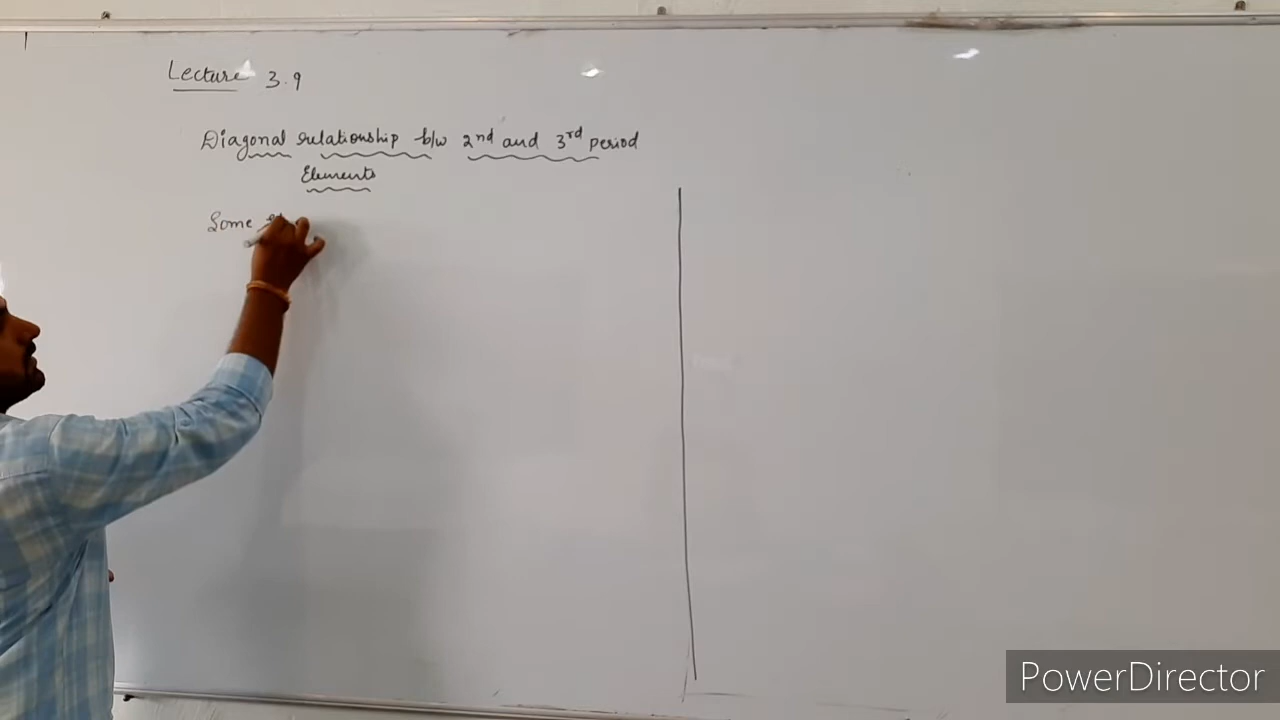 Lecture 3.9
Diagonal relationship b/w 2nd and 3rd period
Elements
Some
PowerDirector